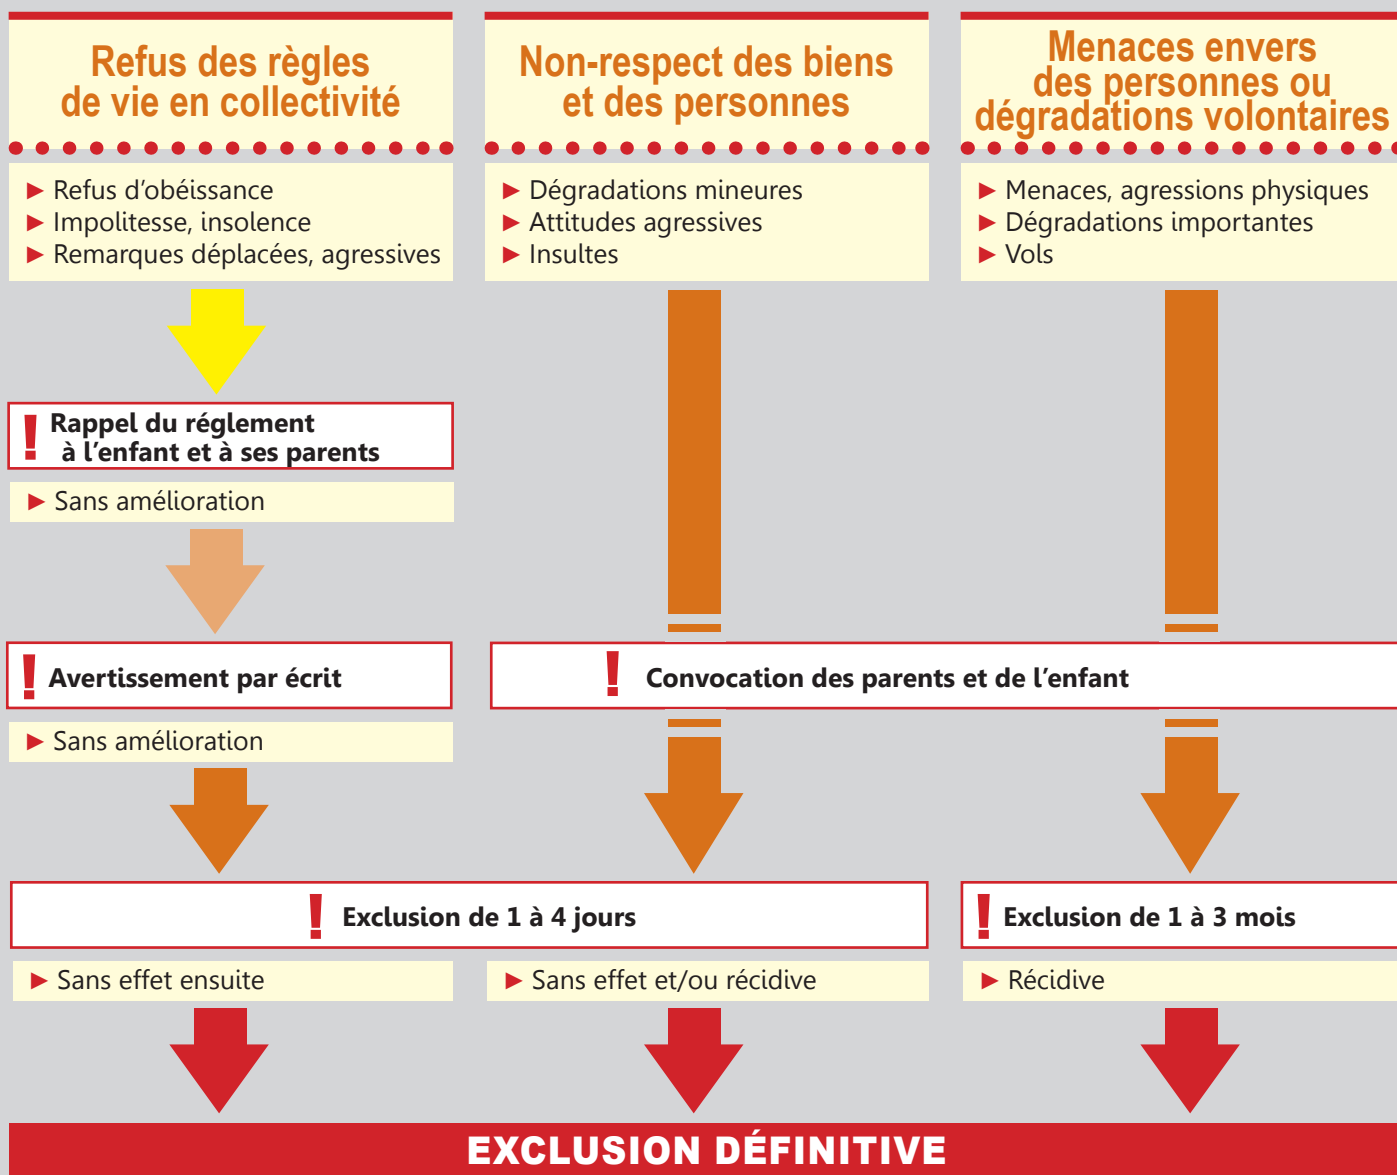 Refus des règles
de vie en collectivité
► Refus d’obéissance
► Impolitesse, insolence
► Remarques déplacées, agressives
Non-respect des biens
et des personnes
► Dégradations mineures
► Attitudes agressives
► Insultes
Menaces envers
des personnes ou
dégradations volontaires
► Menaces, agressions physiques
► Dégradations importantes
► Vols
! Rappel du réglement
à l’enfant et à ses parents
► Sans amélioration
! Avertissement par écrit
► Sans amélioration
! Convocation des parents et de l’enfant
! Exclusion de 1 à 4 jours
! Exclusion de 1 à 3 mois
► Sans effet ensuite
► Sans effet et/ou récidive
► Récidive
EXCLUSION DÉFINITIVE